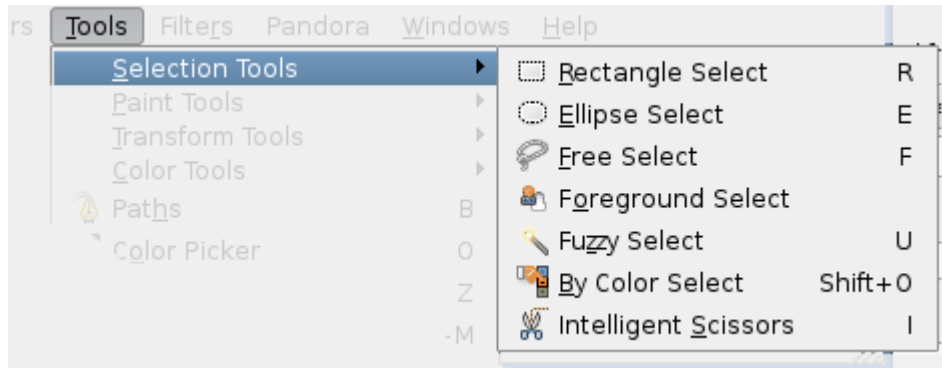 rs Tools Filters Pandora Windows Help
Selection Tools
Paint Tools
Transform Tools
Color Tools
Paths B
Color Picker O
Z
-M
Rectangle Select R
Ellipse Select E
Free Select F
Foreground Select
Fuzzy Select U
By Color Select Shift+O
Intelligent Scissors I